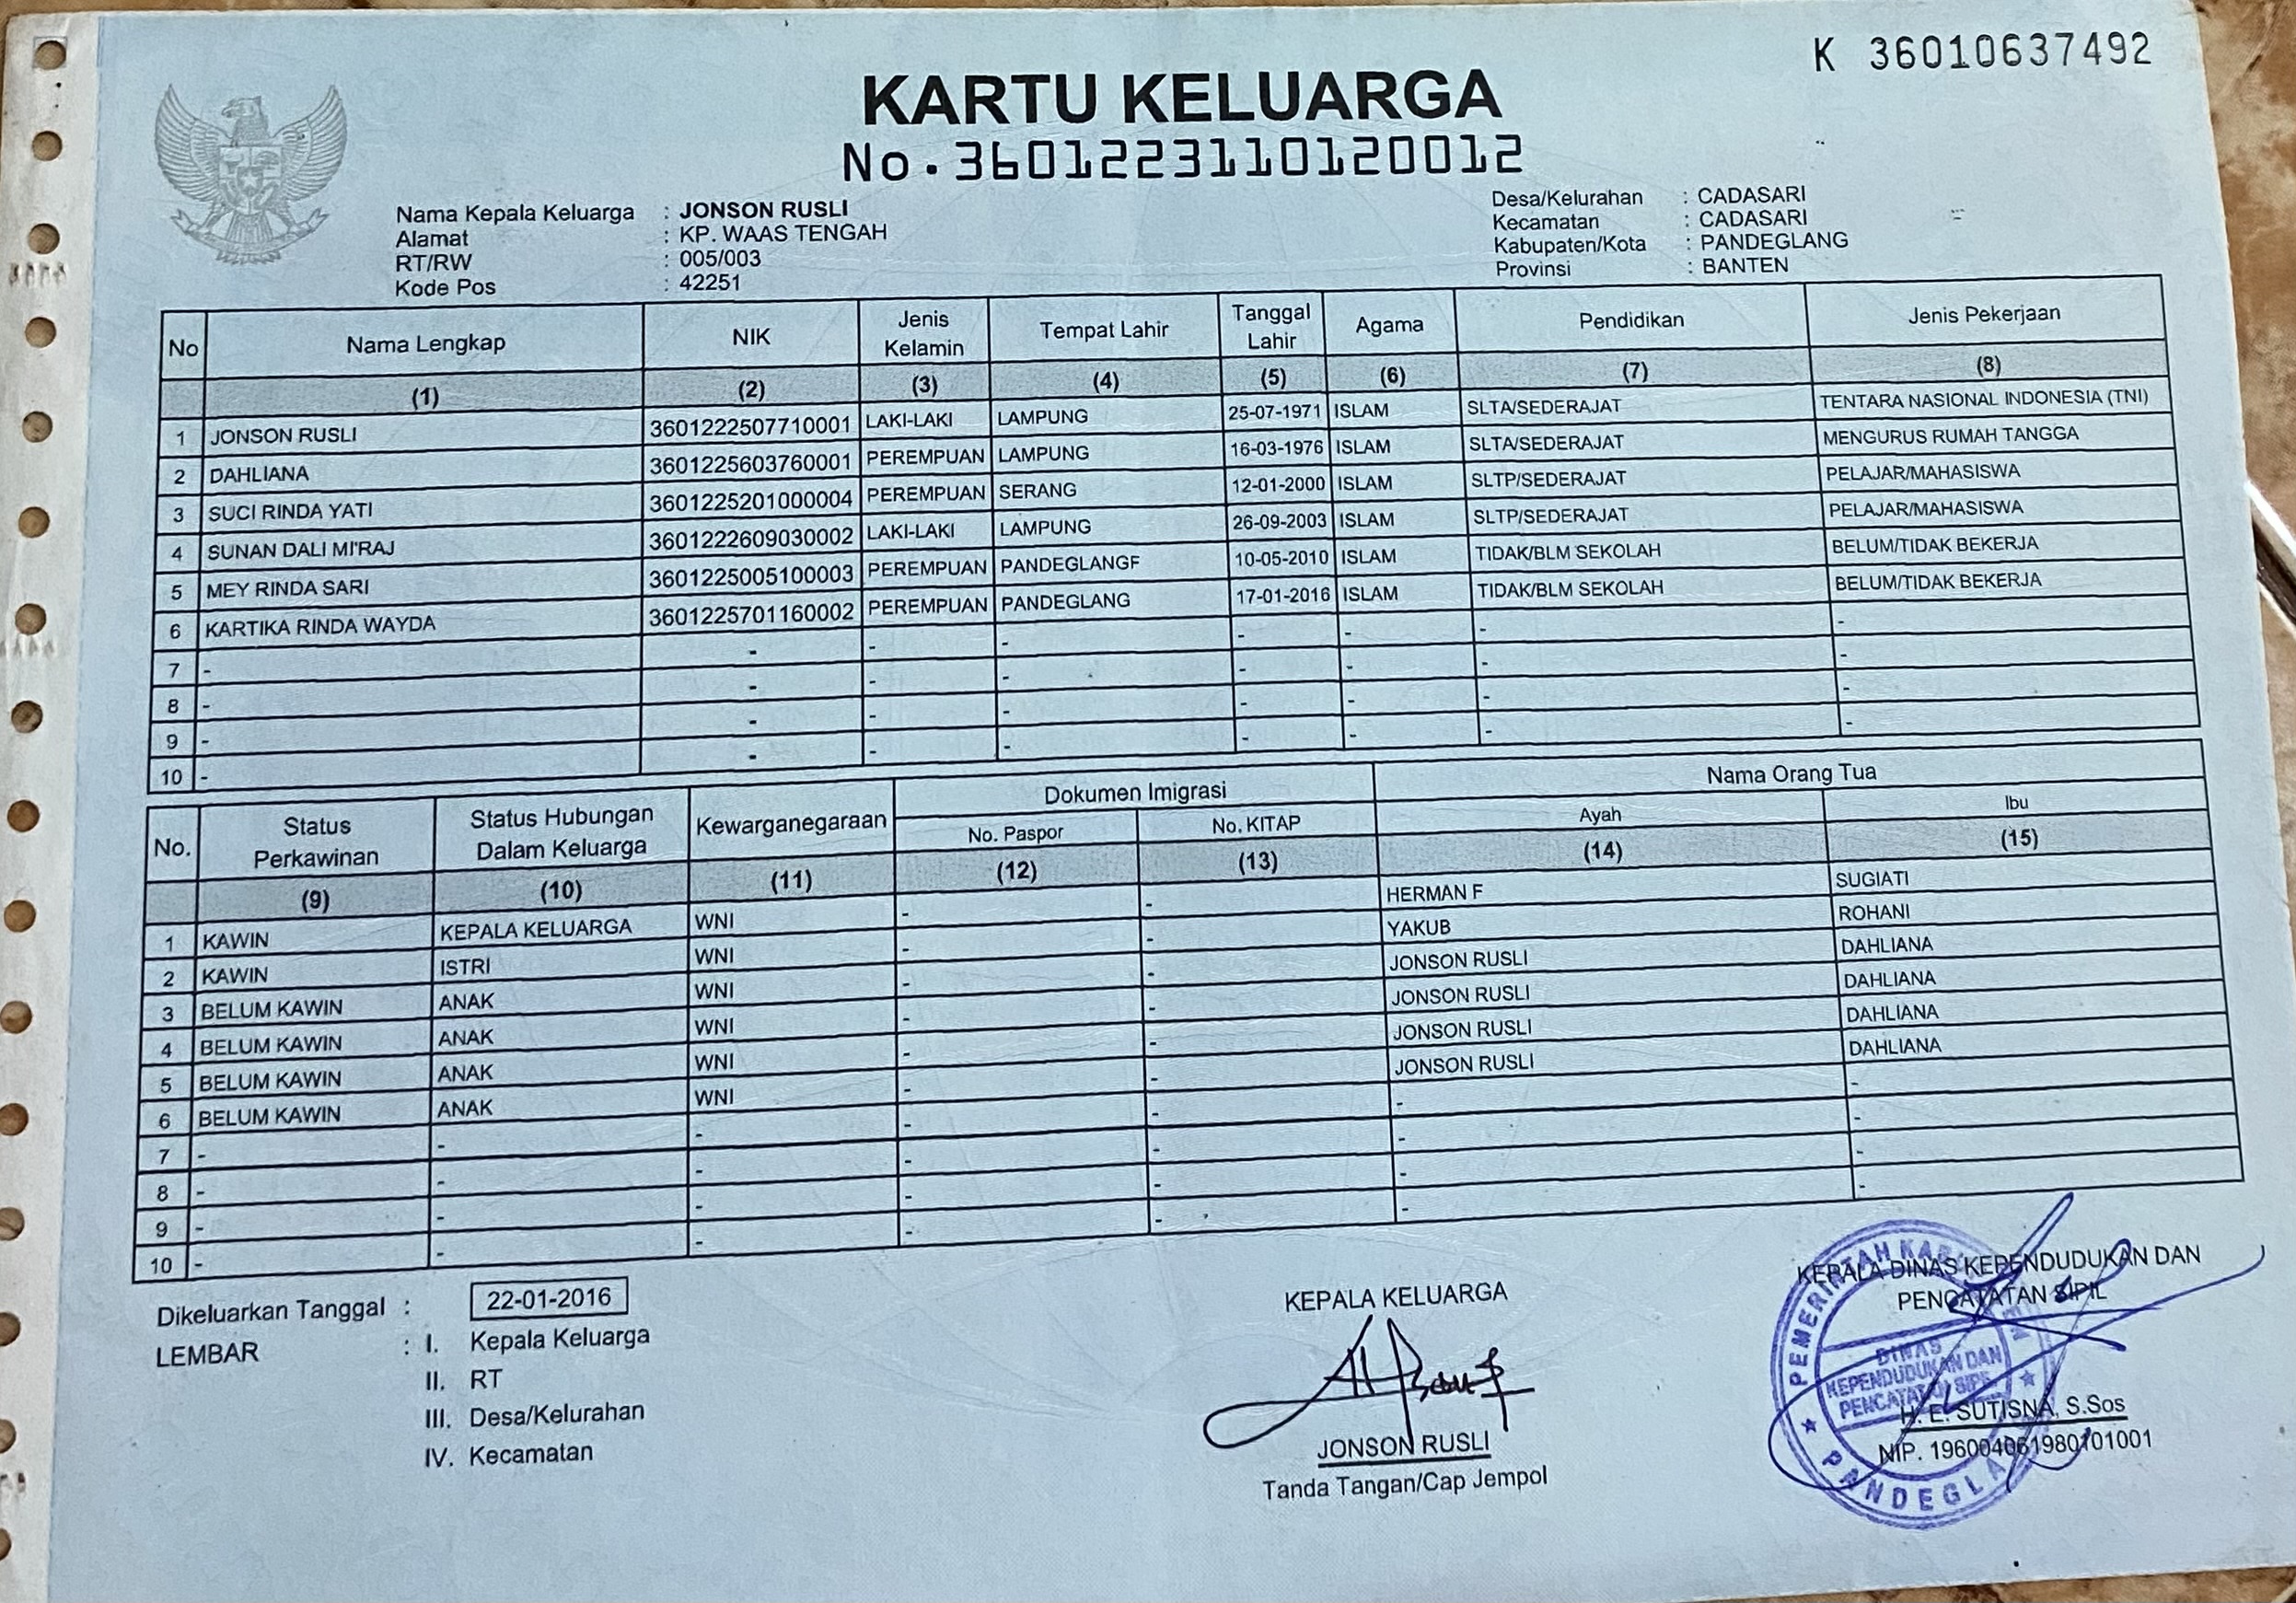 K 36010637492
KARTU KELUARGA
No.3601223110120012
Nama Kepala Keluarga : JONSON RUSLI
Alamat : KP. WAAS TENGAH
RT/RW : 005/003
Kode Pos : 42251
Desa/Kelurahan : CADASARI
Kecamatan : CADASARI
Kabupaten/Kota : PANDEGLANG
Provinsi : BANTEN
No Nama Lengkap NIK Jenis Kelamin Tempat Lahir Tanggal Lahir Agama Pendidikan Jenis Pekerjaan
(1) (2) (3) (4) (5) (6) (7) (8)
1 JONSON RUSLI 3601222507710001 LAKI-LAKI LAMPUNG 25-07-1971 ISLAM SLTA/SEDERAJAT TENTARA NASIONAL INDONESIA (TNI)
2 DAHLIANA 3601225603760001 PEREMPUAN LAMPUNG 16-03-1976 ISLAM SLTA/SEDERAJAT MENGURUS RUMAH TANGGA
3 SUCI RINDA YATI 3601225201000004 PEREMPUAN SERANG 12-01-2000 ISLAM SLTP/SEDERAJAT PELAJAR/MAHASISWA
4 SUNAN DALI MI'RAJ 3601222609030002 LAKI-LAKI LAMPUNG 26-09-2003 ISLAM SLTP/SEDERAJAT PELAJAR/MAHASISWA
5 MEY RINDA SARI 3601225005100003 PEREMPUAN PANDEGLANGF 10-05-2010 ISLAM TIDAK/BLM SEKOLAH BELUM/TIDAK BEKERJA
6 KARTIKA RINDA WAYDA 3601225701160002 PEREMPUAN PANDEGLANG 17-01-2016 ISLAM TIDAK/BLM SEKOLAH BELUM/TIDAK BEKERJA
7 - - - - - - - -
8 - - - - - - - -
9 - - - - - - - -
10 - - - - - - - -
No. Status Perkawinan Status Hubungan Dalam Keluarga Kewarganegaraan Dokumen Imigrasi Nama Orang Tua
No. Paspor No. KITAP Ayah Ibu
(9) (10) (11) (12) (13) (14) (15)
1 KAWIN KEPALA KELUARGA WNI - - HERMAN F SUGIATI
2 KAWIN ISTRI WNI - - YAKUB ROHANI
3 BELUM KAWIN ANAK WNI - - JONSON RUSLI DAHLIANA
4 BELUM KAWIN ANAK WNI - - JONSON RUSLI DAHLIANA
5 BELUM KAWIN ANAK WNI - - JONSON RUSLI DAHLIANA
6 BELUM KAWIN ANAK WNI - - JONSON RUSLI DAHLIANA
7 - - - - - - -
8 - - - - - - -
9 - - - - - - -
10 - - - - - - -
Dikeluarkan Tanggal : 22-01-2016
LEMBAR : I. Kepala Keluarga
II. RT
III. Desa/Kelurahan
IV. Kecamatan
KEPALA KELUARGA
JONSON RUSLI
Tanda Tangan/Cap Jempol
KEPALA DINAS KEPENDUDUKAN DAN
PENCATATAN SIPIL
PEMERINTAH
DINAS
KEPENDUDUKAN DAN
PENCATATAN SIPIL
H. E. SUTISNA, S.Sos
NIP. 196004061980101001